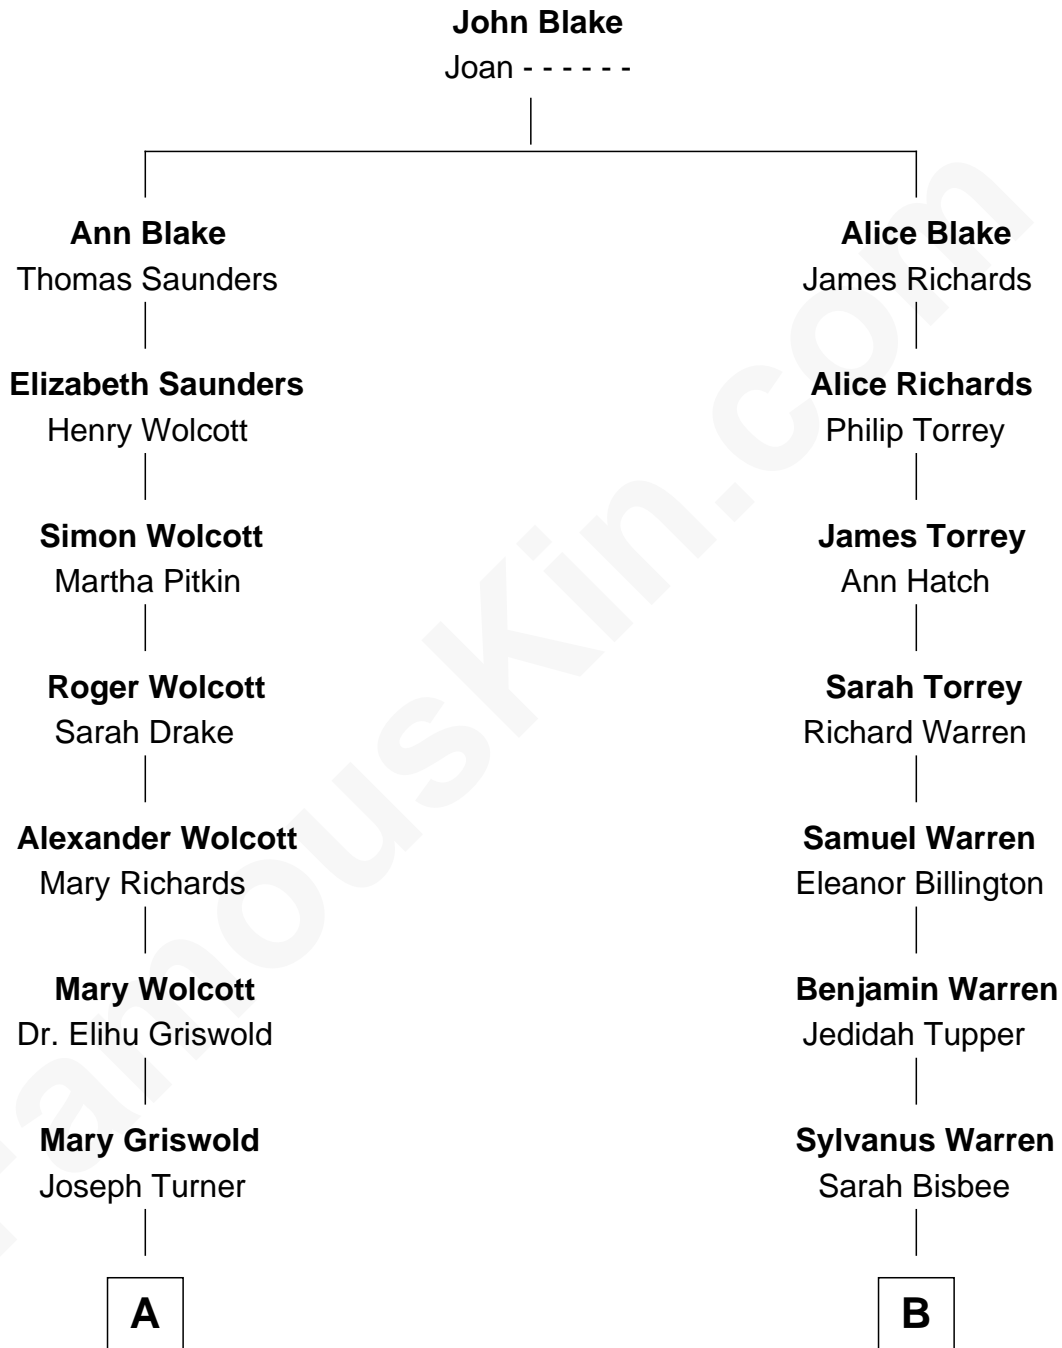 John Blake
Joan - - - - - -
Ann Blake
Thomas Saunders
Alice Blake
James Richards
Elizabeth Saunders
Henry Wolcott
Alice Richards
Philip Torrey
Simon Wolcott
Martha Pitkin
James Torrey
Ann Hatch
Roger Wolcott
Sarah Drake
Sarah Torrey
Richard Warren
Alexander Wolcott
Mary Richards
Samuel Warren
Eleanor Billington
Mary Wolcott
Dr. Elihu Griswold
Benjamin Warren
Jedidah Tupper
Mary Griswold
Joseph Turner
Sylvanus Warren
Sarah Bisbee
A
B
FamousKin.com